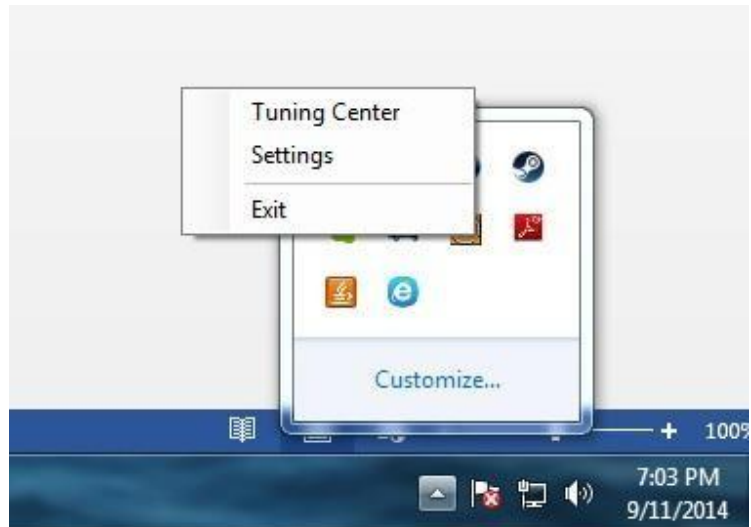 Tuning Center
Settings
Exit
Customize...
100%
7:03 PM
9/11/2014